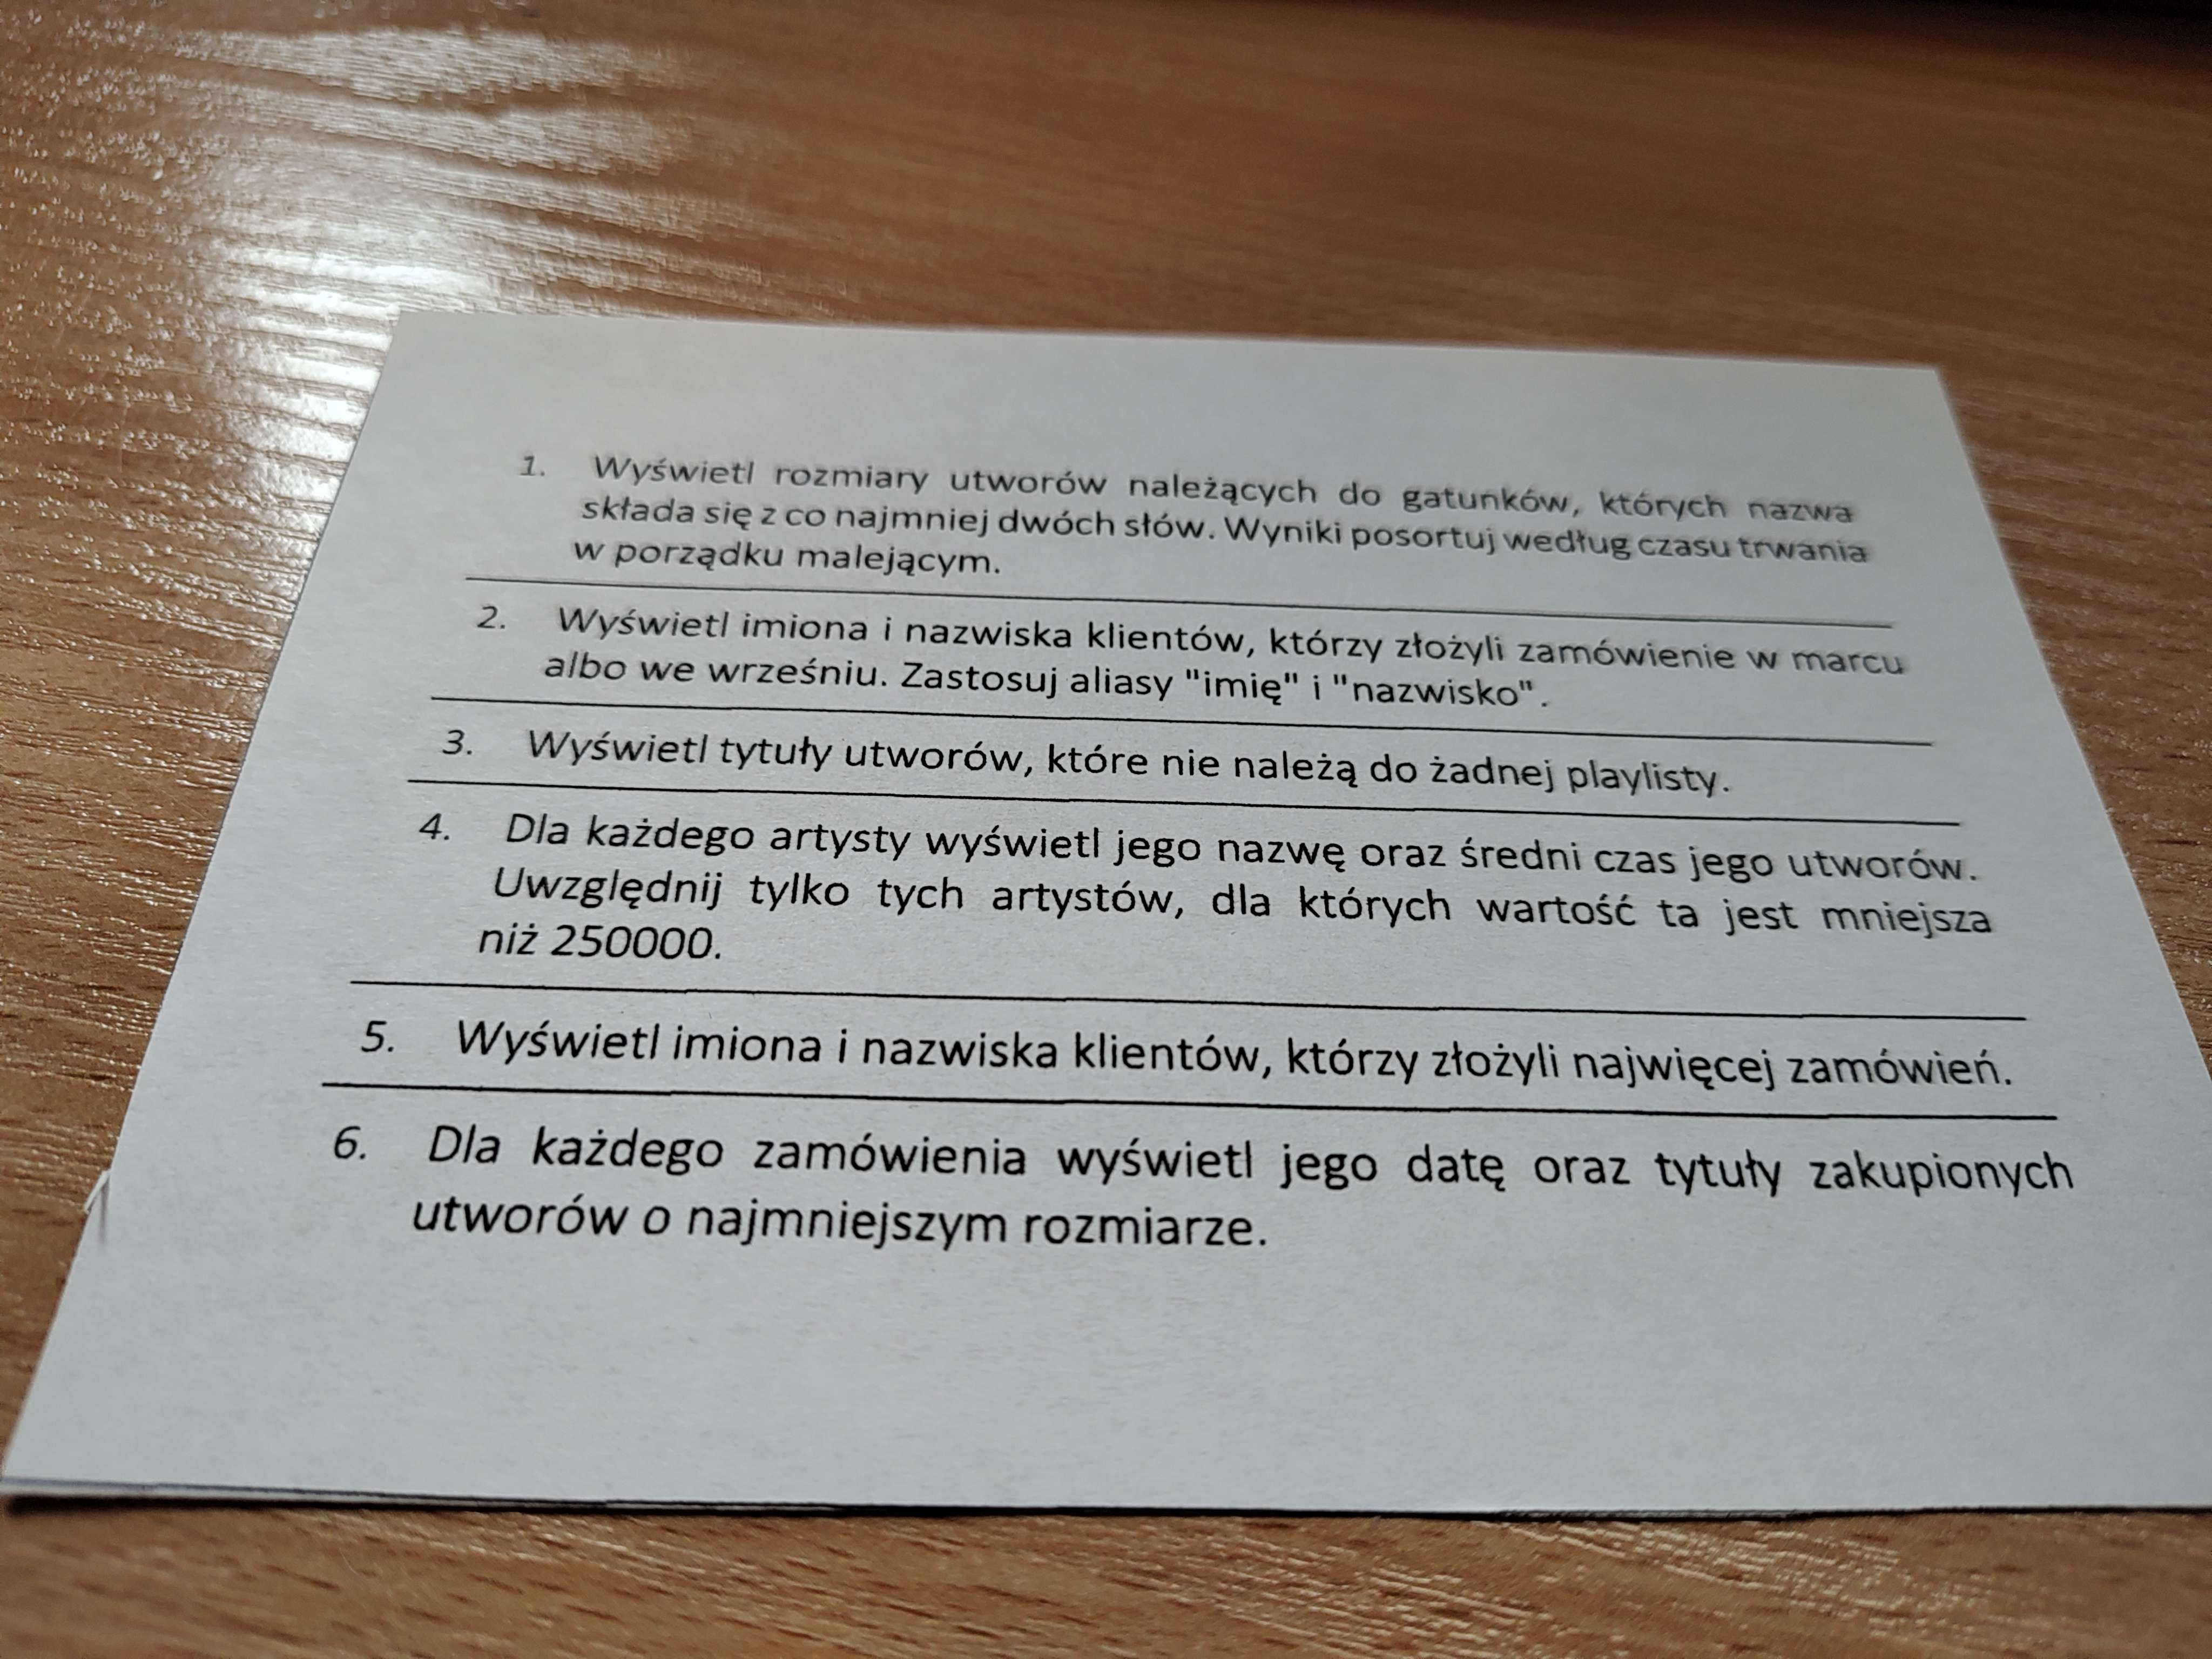 1. Wyświetl rozmiary utworów należących do gatunków, których nazwa
składa się z co najmniej dwóch słów. Wyniki posortuj według czasu trwania
w porządku malejącym.
2. Wyświetl imiona i nazwiska klientów, którzy złożyli zamówienie w marcu
albo we wrześniu. Zastosuj aliasy "imię" i "nazwisko".
3. Wyświetl tytuły utworów, które nie należą do żadnej playlisty.
4. Dla każdego artysty wyświetl jego nazwę oraz średni czas jego utworów.
Uwzględnij tylko tych artystów, dla których wartość ta jest mniejsza
niż 250000.
5. Wyświetl imiona i nazwiska klientów, którzy złożyli najwięcej zamówień.
6. Dla każdego zamówienia wyświetl jego datę oraz tytuły zakupionych
utworów o najmniejszym rozmiarze.